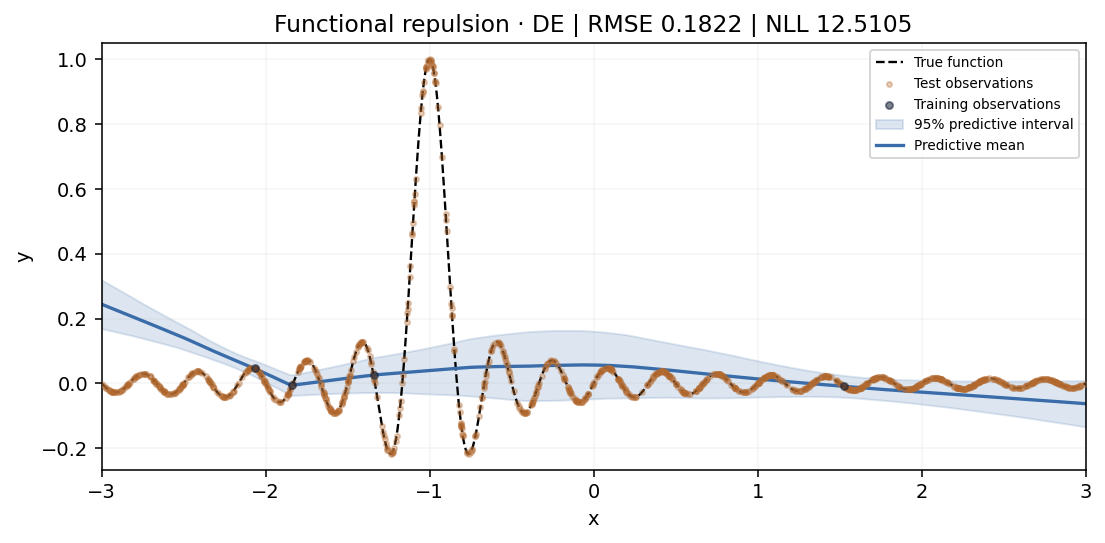 Functional repulsion · DE | RMSE 0.1822 | NLL 12.5105
True function
Test observations
Training observations
95% predictive interval
Predictive mean
y
1.0
0.8
0.6
0.4
0.2
0.0
−0.2
−3
−2
−1
0
1
2
3
x